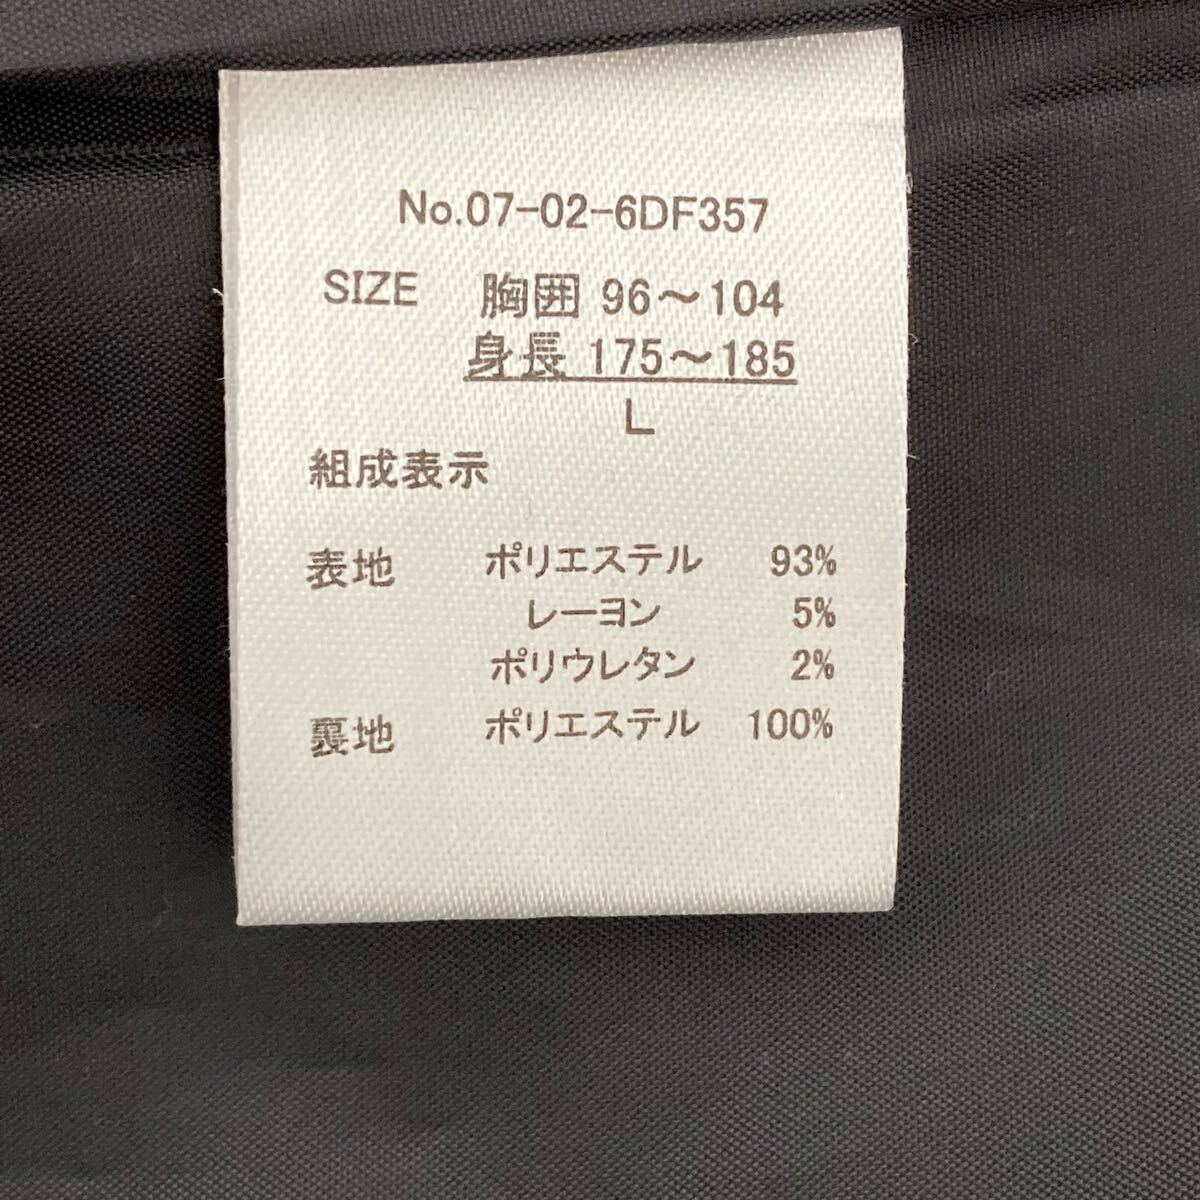 No.07-02-6DF357
SIZE 胸囲 96～104
身長 175～185
L
組成表示
表地 ポリエステル 93%
レーヨン 5%
ポリウレタン 2%
裏地 ポリエステル 100%